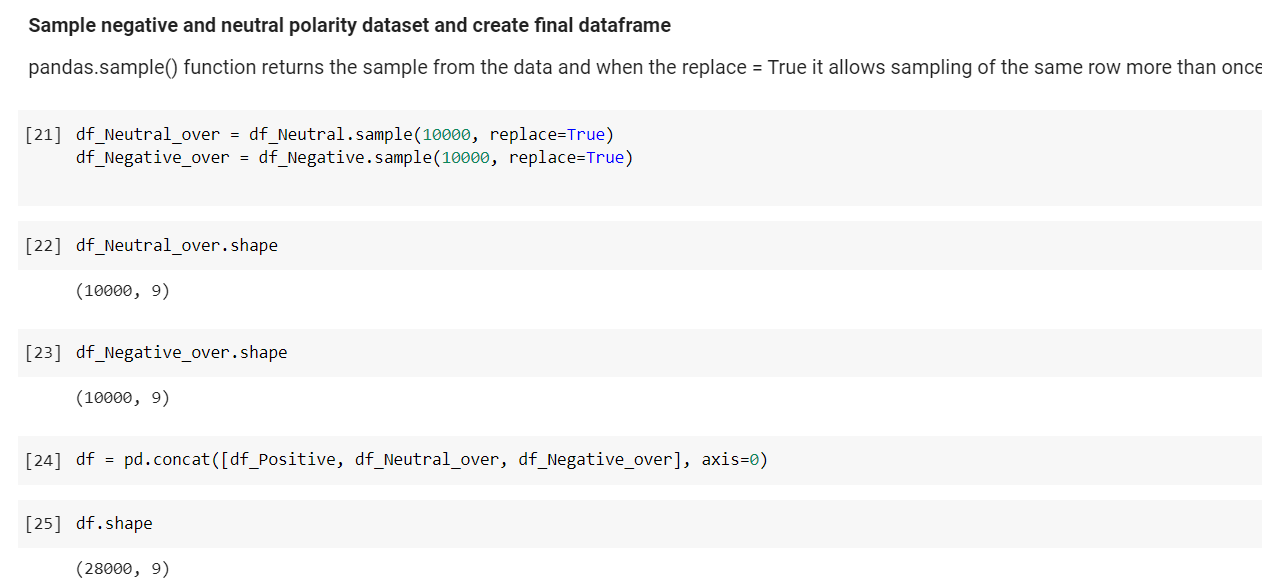 Sample negative and neutral polarity dataset and create final dataframe
pandas.sample() function returns the sample from the data and when the replace = True it allows sampling of the same row more than once
[21] df_Neutral_over = df_Neutral.sample(10000, replace=True)
df_Negative_over = df_Negative.sample(10000, replace=True)
[22] df_Neutral_over.shape
(10000, 9)
[23] df_Negative_over.shape
(10000, 9)
[24] df = pd.concat([df_Positive, df_Neutral_over, df_Negative_over], axis=0)
[25] df.shape
(28000, 9)